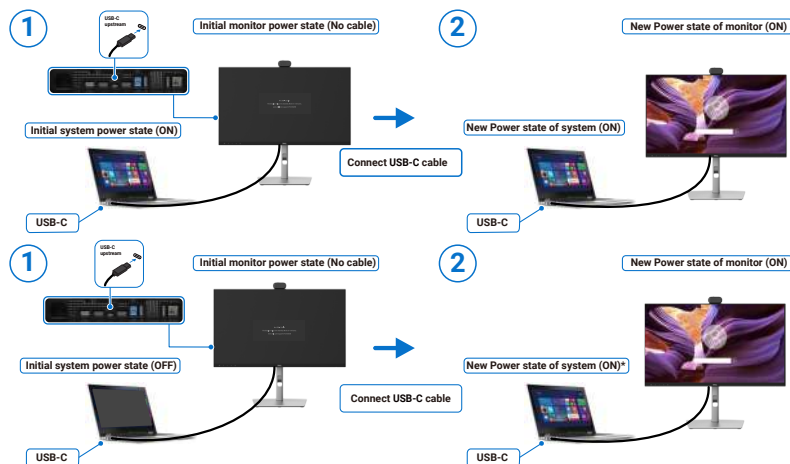 1
USB-C
upstream
Initial monitor power state (No cable)
2
New Power state of monitor (ON)
Initial system power state (ON)
New Power state of system (ON)
Connect USB-C cable
USB-C
USB-C
1
USB-C
upstream
Initial monitor power state (No cable)
2
New Power state of monitor (ON)
Initial system power state (OFF)
New Power state of system (ON)*
Connect USB-C cable
USB-C
USB-C